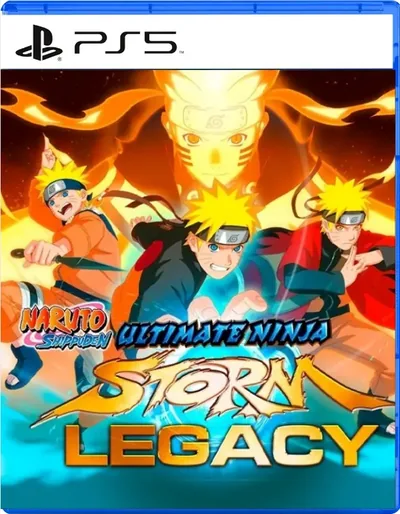 PS5
NARUTO
SHIPPUDEN
ULTIMATE NINJA
STORM
LEGACY